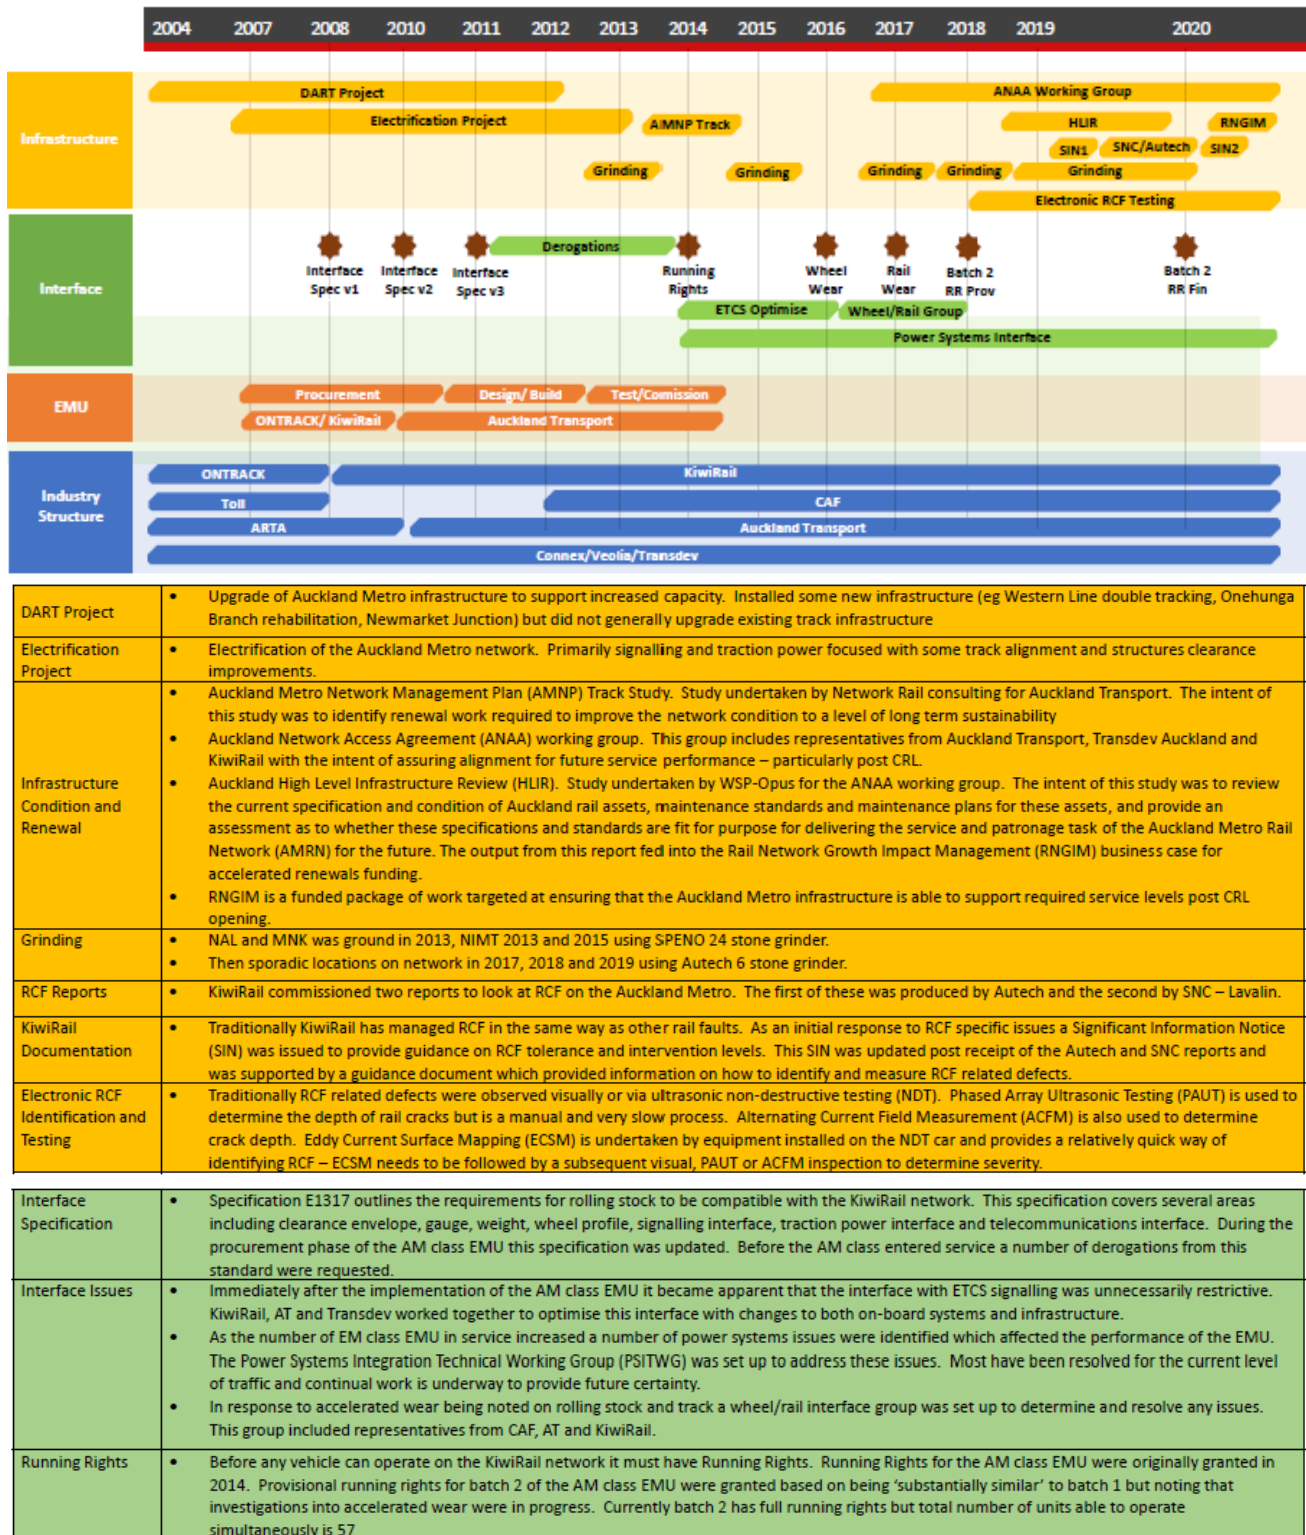 2004 2007 2008 2010 2011 2012 2013 2014 2015 2016 2017 2018 2019 2020
Infrastructure
DART Project
ANAA Working Group
Electrification Project
AIMNP Track
HLIR
RNGIM
SIN1
SNC/Autech
SIN2
Grinding
Grinding
Grinding
Grinding
Grinding
Electronic RCF Testing
Interface
Derogations
Interface
Spec v1
Interface
Spec v2
Interface
Spec v3
Running
Rights
Wheel
Wear
Rail
Wear
Batch 2
RR Prov
Batch 2
RR Fin
ETCS Optimise
Wheel/Rail Group
Power Systems Interface
EMU
Procurement
Design/ Build
Test/Comission
ONTRACK/ KiwiRail
Auckland Transport
Industry
Structure
ONTRACK
KiwiRail
Toll
CAF
ARTA
Auckland Transport
Connex/Veolia/Transdev
DART Project
• Upgrade of Auckland Metro infrastructure to support increased capacity. Installed some new infrastructure (eg Western Line double tracking, Onehunga
Branch rehabilitation, Newmarket Junction) but did not generally upgrade existing track infrastructure
Electrification
Project
• Electrification of the Auckland Metro network. Primarily signalling and traction power focused with some track alignment and structures clearance
improvements.
Infrastructure
Condition and
Renewal
• Auckland Metro Network Management Plan (AMNP) Track Study. Study undertaken by Network Rail consulting for Auckland Transport. The intent of
this study was to identify renewal work required to improve the network condition to a level of long term sustainability
• Auckland Network Access Agreement (ANAA) working group. This group includes representatives from Auckland Transport, Transdev Auckland and
KiwiRail with the intent of assuring alignment for future service performance – particularly post CRL.
• Auckland High Level Infrastructure Review (HLIR). Study undertaken by WSP-Opus for the ANAA working group. The intent of this study was to review
the current specification and condition of Auckland rail assets, maintenance standards and maintenance plans for these assets, and provide an
assessment as to whether these specifications and standards are fit for purpose for delivering the service and patronage task of the Auckland Metro Rail
Network (AMRN) for the future. The output from this report fed into the Rail Network Growth Impact Management (RNGIM) business case for
accelerated renewals funding.
• RNGIM is a funded package of work targeted at ensuring that the Auckland Metro infrastructure is able to support required service levels post CRL
opening.
Grinding
• NAL and MNK was ground in 2013, NIMT 2013 and 2015 using SPENO 24 stone grinder.
• Then sporadic locations on network in 2017, 2018 and 2019 using Autech 6 stone grinder.
RCF Reports
• KiwiRail commissioned two reports to look at RCF on the Auckland Metro. The first of these was produced by Autech and the second by SNC – Lavalin.
KiwiRail
Documentation
• Traditionally KiwiRail has managed RCF in the same way as other rail faults. As an initial response to RCF specific issues a Significant Information Notice
(SIN) was issued to provide guidance on RCF tolerance and intervention levels. This SIN was updated post receipt of the Autech and SNC reports and
was supported by a guidance document which provided information on how to identify and measure RCF related defects.
Electronic RCF
Identification and
Testing
• Traditionally RCF related defects were observed visually or via ultrasonic non-destructive testing (NDT). Phased Array Ultrasonic Testing (PAUT) is used to
determine the depth of rail cracks but is a manual and very slow process. Alternating Current Field Measurement (ACFM) is also used to determine
crack depth. Eddy Current Surface Mapping (ECSM) is undertaken by equipment installed on the NDT car and provides a relatively quick way of
identifying RCF – ECSM needs to be followed by a subsequent visual, PAUT or ACFM inspection to determine severity.
Interface
Specification
• Specification E1317 outlines the requirements for rolling stock to be compatible with the KiwiRail network. This specification covers several areas
including clearance envelope, gauge, weight, wheel profile, signalling interface, traction power interface and telecommunications interface. During the
procurement phase of the AM class EMU this specification was updated. Before the AM class entered service a number of derogations from this
standard were requested.
Interface Issues
• Immediately after the implementation of the AM class EMU it became apparent that the interface with ETCS signalling was unnecessarily restrictive.
KiwiRail, AT and Transdev worked together to optimise this interface with changes to both on-board systems and infrastructure.
• As the number of EM class EMU in service increased a number of power systems issues were identified which affected the performance of the EMU.
The Power Systems Integration Technical Working Group (PSITWG) was set up to address these issues. Most have been resolved for the current level
of traffic and continual work is underway to provide future certainty.
• In response to accelerated wear being noted on rolling stock and track a wheel/rail interface group was set up to determine and resolve any issues.
This group included representatives from CAF, AT and KiwiRail.
Running Rights
• Before any vehicle can operate on the KiwiRail network it must have Running Rights. Running Rights for the AM class EMU were originally granted in
2014. Provisional running rights for batch 2 of the AM class EMU were granted based on being ‘substantially similar’ to batch 1 but noting that
investigations into accelerated wear were in progress. Currently batch 2 has full running rights but total number of units able to operate
simultaneously is 57